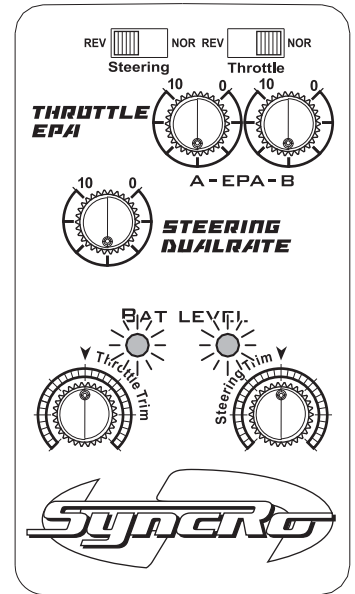 REV NOR REV NOR
Steering Throttle
10 0 10 0
THROTTLE
EPA
A-EPA-B
10 0
STEERING
DUALRATE
BAT LEVEL
Throttle Trim
Steering Trim
SYNCRO